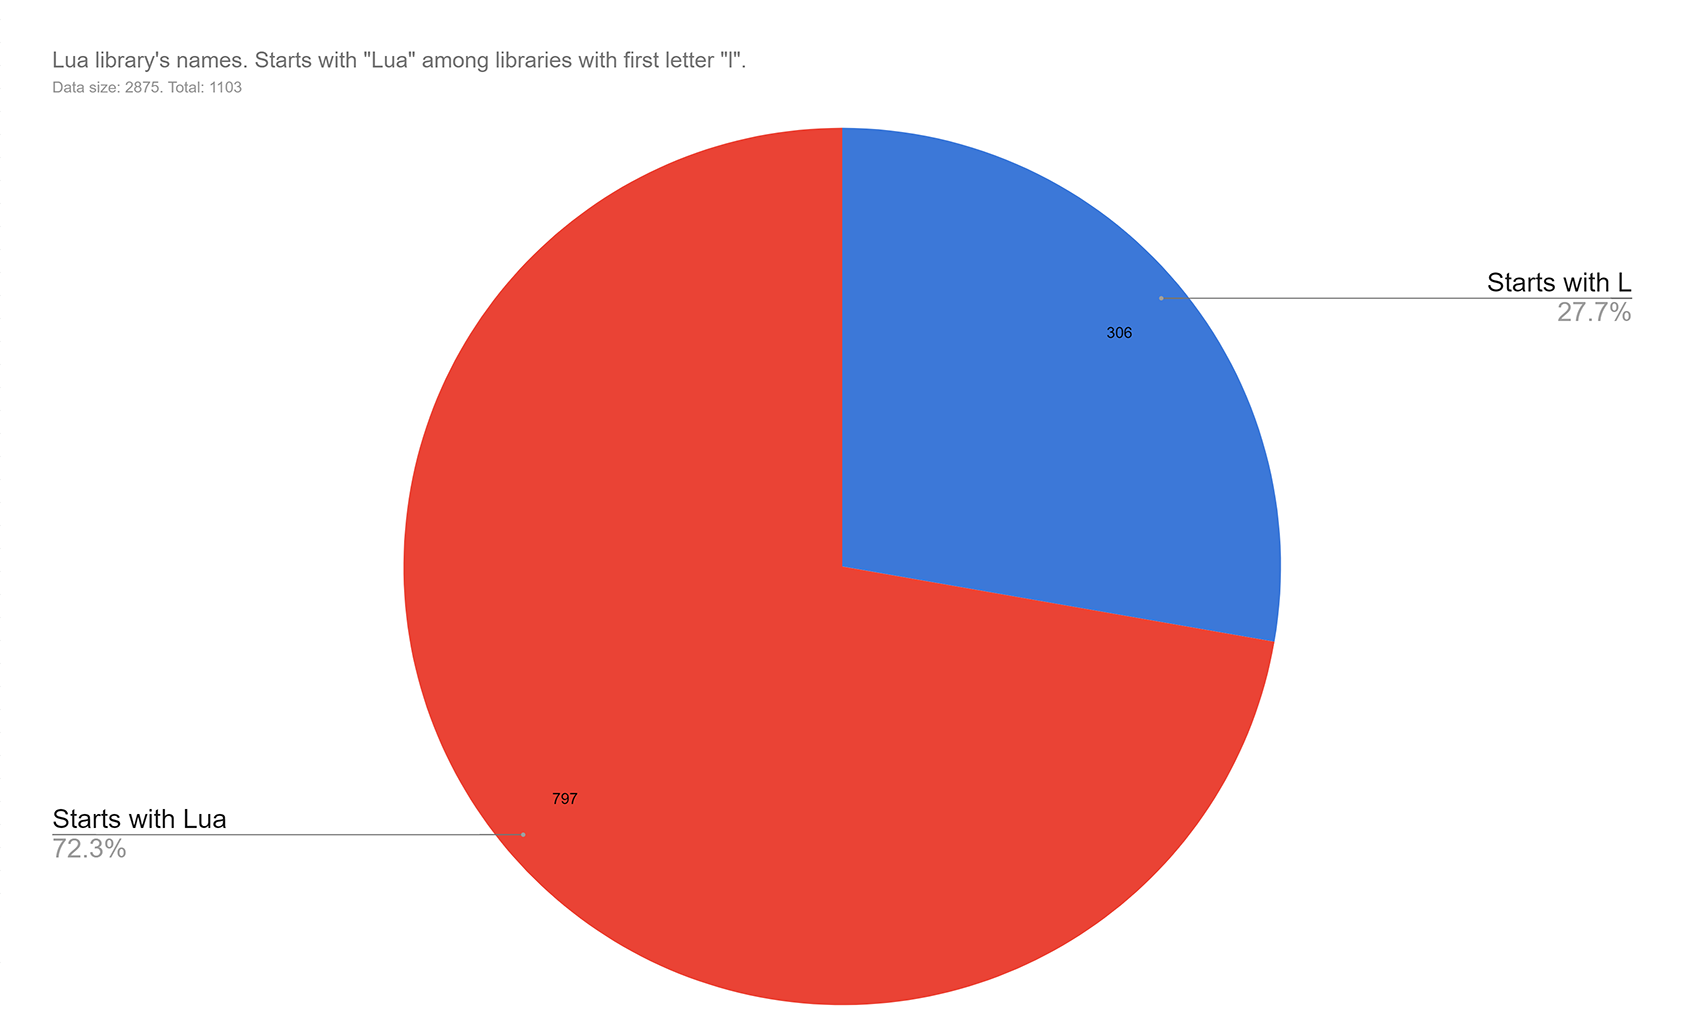 Lua library's names. Starts with "Lua" among libraries with first letter "l".
Data size: 2875. Total: 1103
Starts with L
27.7%
306
797
Starts with Lua
72.3%